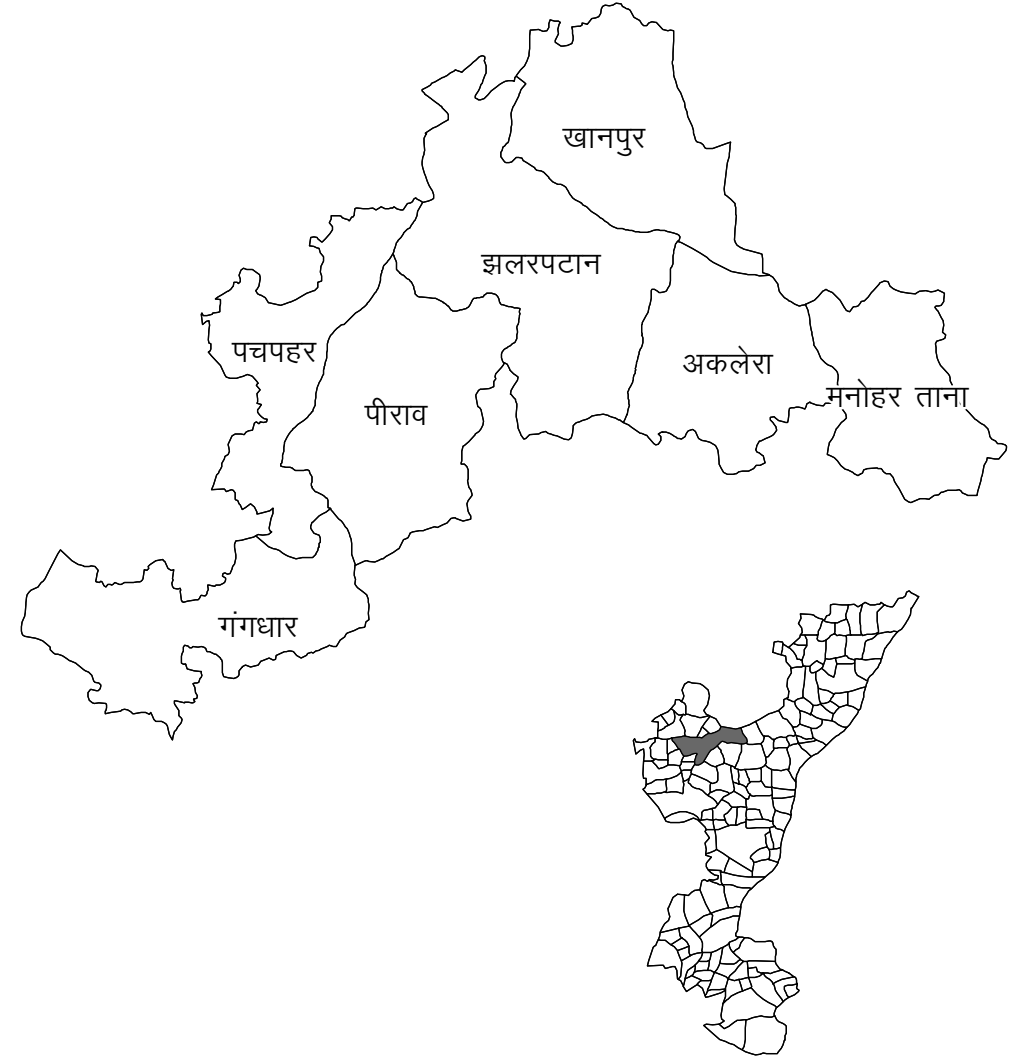 खानपुर
झलरपटान
पचपहर
अकलेरा
मनोहर ताना
पीराव
गंगधार